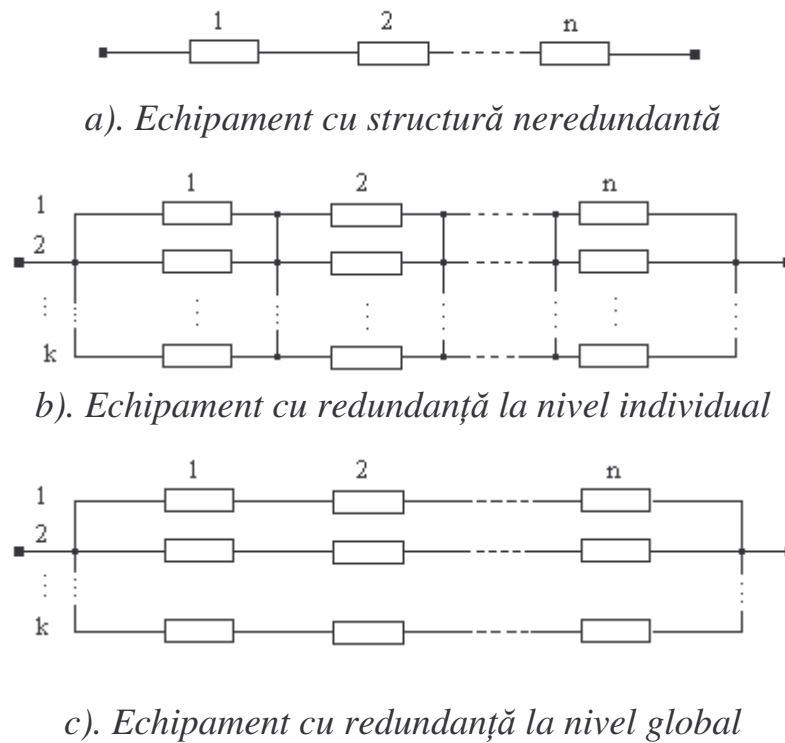 1 2 n
a). Echipament cu structură neredundantă
1 2 n
1
2
⋮ ⋮ ⋮ ⋮ ⋮ ⋮ ⋮ ⋮
k
b). Echipament cu redundanță la nivel individual
1 2 n
1
2
⋮ ⋮ ⋮
k
c). Echipament cu redundanță la nivel global